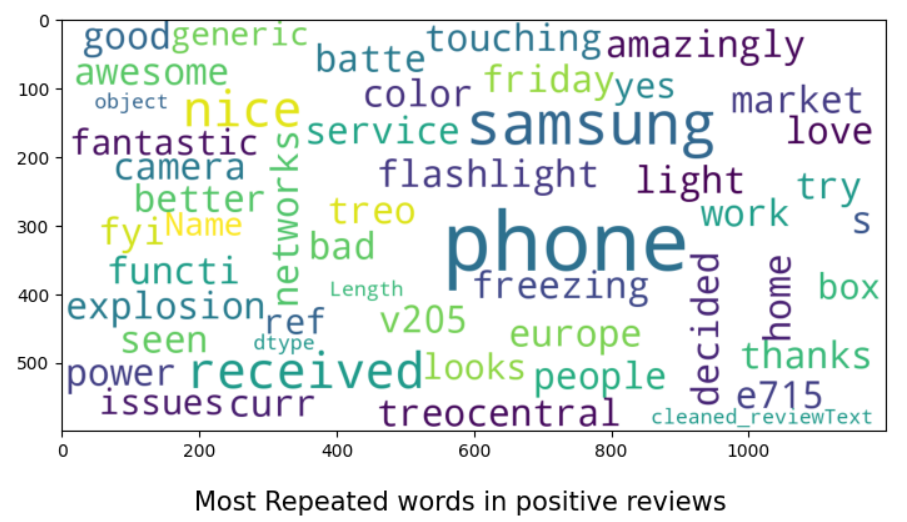 0
good generic touching amazingly
batte
awesome friday yes
100 object nice color samsung market
fantastic service love
200 camera networks flashlight light try
better treo work s
300 fyi Name bad phone
functi freezing decided home box
400 Length
explosion ref v205 europe
seen dtype thanks
500 power received looks people
issues curr treocentral e715
cleaned_reviewText
0 200 400 600 800 1000
Most Repeated words in positive reviews